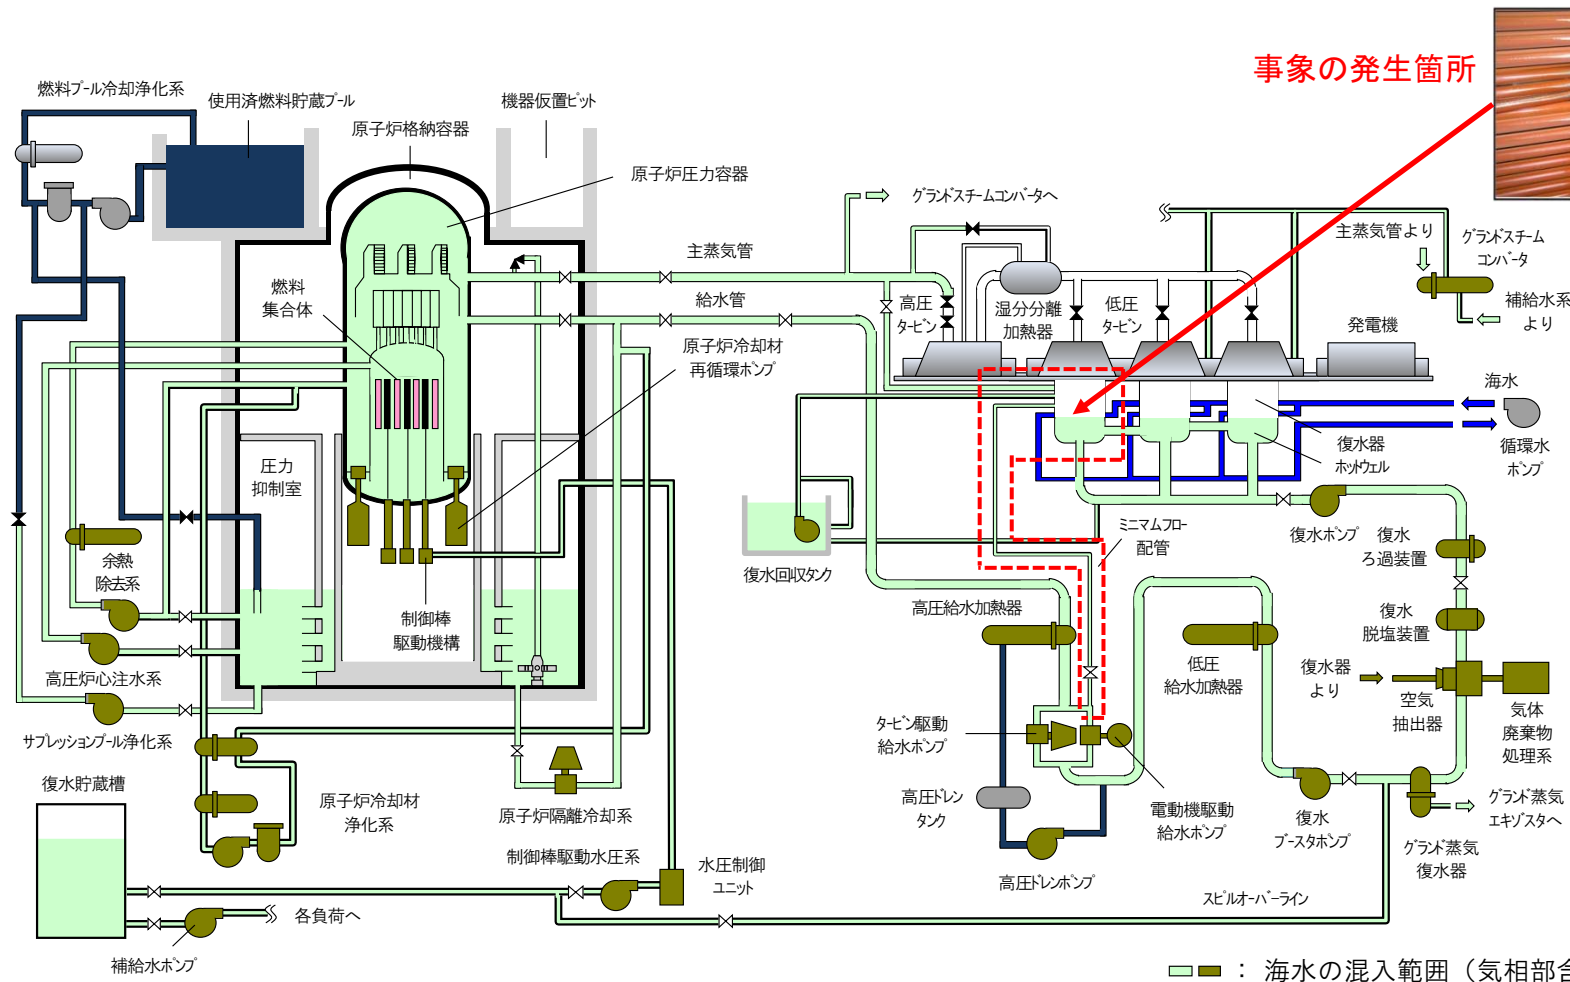 事象の発生箇所
燃料プール冷却浄化系
使用済燃料貯蔵プール
機器仮置ピット
原子炉格納容器
原子炉圧力容器
グランドスチームコンバータへ
主蒸気管より
グランドスチーム
コンバータ
主蒸気管
燃料
集合体
給水管
高圧
タービン
湿分分離
加熱器
低圧
タービン
補給水系
より
発電機
原子炉冷却材
再循環ポンプ
海水
循環水
ポンプ
復水器
ホットウェル
圧力
抑制室
ミニマムフロー
配管
復水ポンプ
復水
ろ過装置
余熱
除去系
復水回収タンク
高圧給水加熱器
制御棒
駆動機構
復水
脱塩装置
低圧
給水加熱器
復水器
より
高圧炉心注水系
空気
抽出器
気体
廃棄物
処理系
タービン駆動
給水ポンプ
サプレッションプール浄化系
復水貯蔵槽
原子炉冷却材
浄化系
原子炉隔離冷却系
高圧ドレン
タンク
電動機駆動
給水ポンプ
復水
ブースタポンプ
グランド蒸気
復水器
グランド蒸気
エキゾスタへ
制御棒駆動水圧系
水圧制御
ユニット
高圧ドレンポンプ
スピルオーバーライン
各負荷へ
補給水ポンプ
： 海水の混入範囲（気相部含